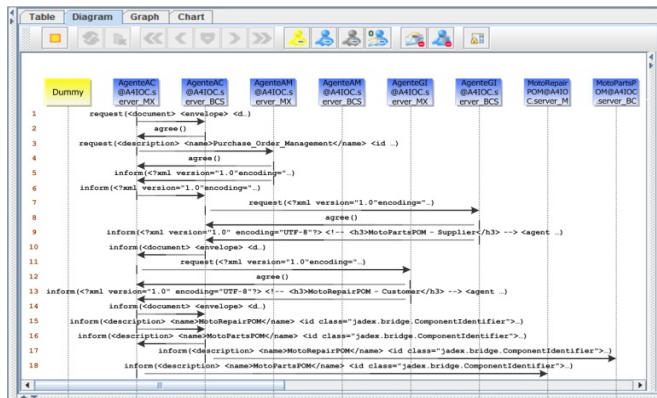 Table Diagram Graph Chart
Dummy
AgenteAC
@A4IOC.s
erver_MX
AgenteAC
@A4IOC.s
erver_BCS
AgenteAM
@A4IOC.s
erver_MX
AgenteAM
@A4IOC.s
erver_BCS
AgenteGI
@A4IOC.s
erver_MX
AgenteGI
@A4IOC.s
erver_BCS
MotoRepair
POM@A4IO
C.server_M
MotoPartsP
OM@A4IOC
.server_BC
1 request(<document> <envelope> <d…)
2 agree()
3 request(<description> <name>Purchase_Order_Management</name> <id …)
4 agree()
5 inform(<?xml version="1.0"encoding="…)
6 inform(<?xml version="1.0"encoding="…)
7 request(<?xml version="1.0"encoding="…)
8 agree()
9 inform(<?xml version="1.0" encoding="UTF-8"?> <!-- <h3>MotoPartsPOM - Supplier</h3> --> <agent …)
10 inform(<document> <envelope> <d…)
11 request(<?xml version="1.0"encoding="…)
12 agree()
13 inform(<?xml version="1.0" encoding="UTF-8"?> <!-- <h3>MotoRepairPOM - Customer</h3> --> <agent …)
14 inform(<document> <envelope> <d…)
15 inform(<description> <name>MotoRepairPOM</name> <id class="jadex.bridge.ComponentIdentifier">…)
16 inform(<description> <name>MotoPartsPOM</name> <id class="jadex.bridge.ComponentIdentifier">…)
17 inform(<description> <name>MotoRepairPOM</name> <id class="jadex.bridge.ComponentIdentifier">…)
18 inform(<description> <name>MotoPartsPOM</name> <id class="jadex.bridge.ComponentIdentifier">…)